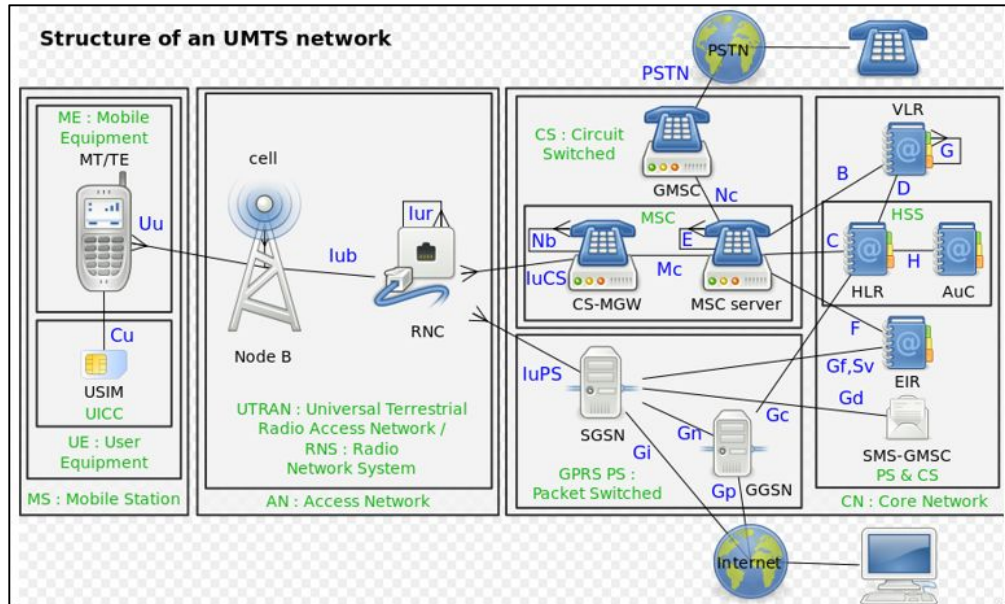 Structure of an UMTS network
PSTN
PSTN
ME : Mobile
Equipment
MT/TE
Uu
Cu
USIM
UICC
UE : User
Equipment
MS : Mobile Station
cell
Iub
Node B
Iur
RNC
UTRAN : Universal Terrestrial
Radio Access Network /
RNS : Radio
Network System
AN : Access Network
CS : Circuit
Switched
GMSC
Nc
MSC
Nb
E
IuCS
Mc
CS-MGW
MSC server
IuPS
SGSN
Gn
Gi
GPRS PS :
Packet Switched
Gp
GGSN
VLR
G
B
D
HSS
C
H
HLR
AuC
F
Gf,Sv
EIR
Gd
Gc
SMS-GMSC
PS & CS
CN : Core Network
Internet